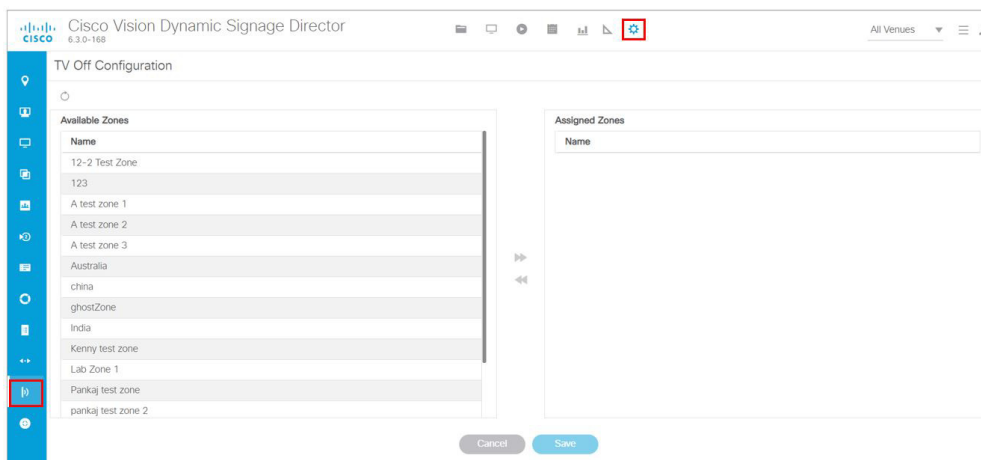 CISCO
Cisco Vision Dynamic Signage Director
6.3.0-168
All Venues
TV Off Configuration
Available Zones
Name
12-2 Test Zone
123
A test zone 1
A test zone 2
A test zone 3
Australia
china
ghostZone
India
Kenny test zone
Lab Zone 1
Pankaj test zone
pankaj test zone 2
Assigned Zones
Name
Cancel
Save